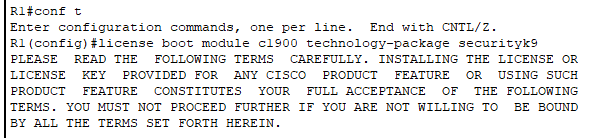 R1#conf t
Enter configuration commands, one per line.  End with CNTL/Z.
R1(config)#license boot module c1900 technology-package securityk9
PLEASE  READ THE  FOLLOWING TERMS  CAREFULLY. INSTALLING THE LICENSE OR
LICENSE  KEY  PROVIDED FOR  ANY CISCO  PRODUCT  FEATURE  OR  USING SUCH
PRODUCT  FEATURE  CONSTITUTES  YOUR  FULL ACCEPTANCE  OF  THE FOLLOWING
TERMS. YOU MUST NOT PROCEED FURTHER IF YOU ARE NOT WILLING TO  BE BOUND
BY ALL THE TERMS SET FORTH HEREIN.